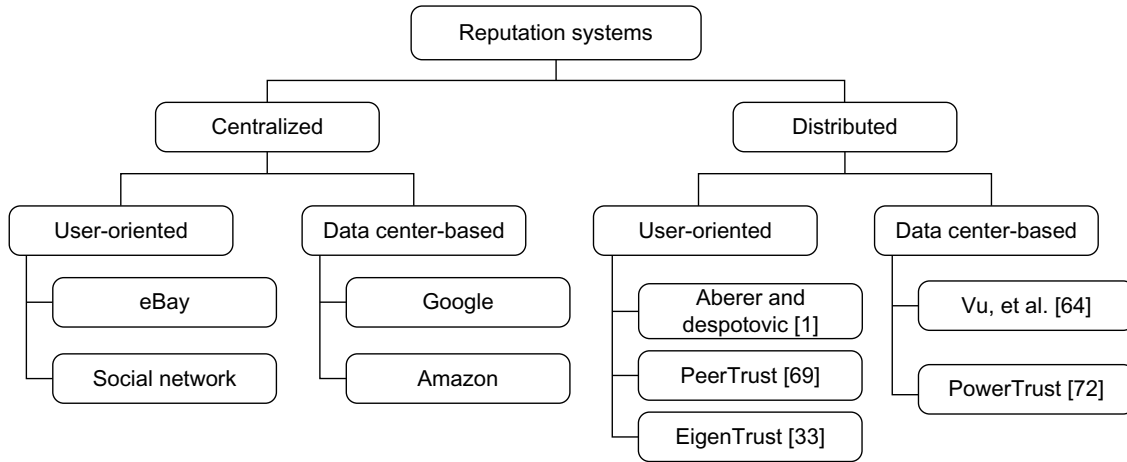 Reputation systems
Centralized
Distributed
User-oriented
Data center-based
User-oriented
Data center-based
eBay
Google
Aberer and
despotovic [1]
Vu, et al. [64]
Social network
Amazon
PeerTrust [69]
PowerTrust [72]
EigenTrust [33]